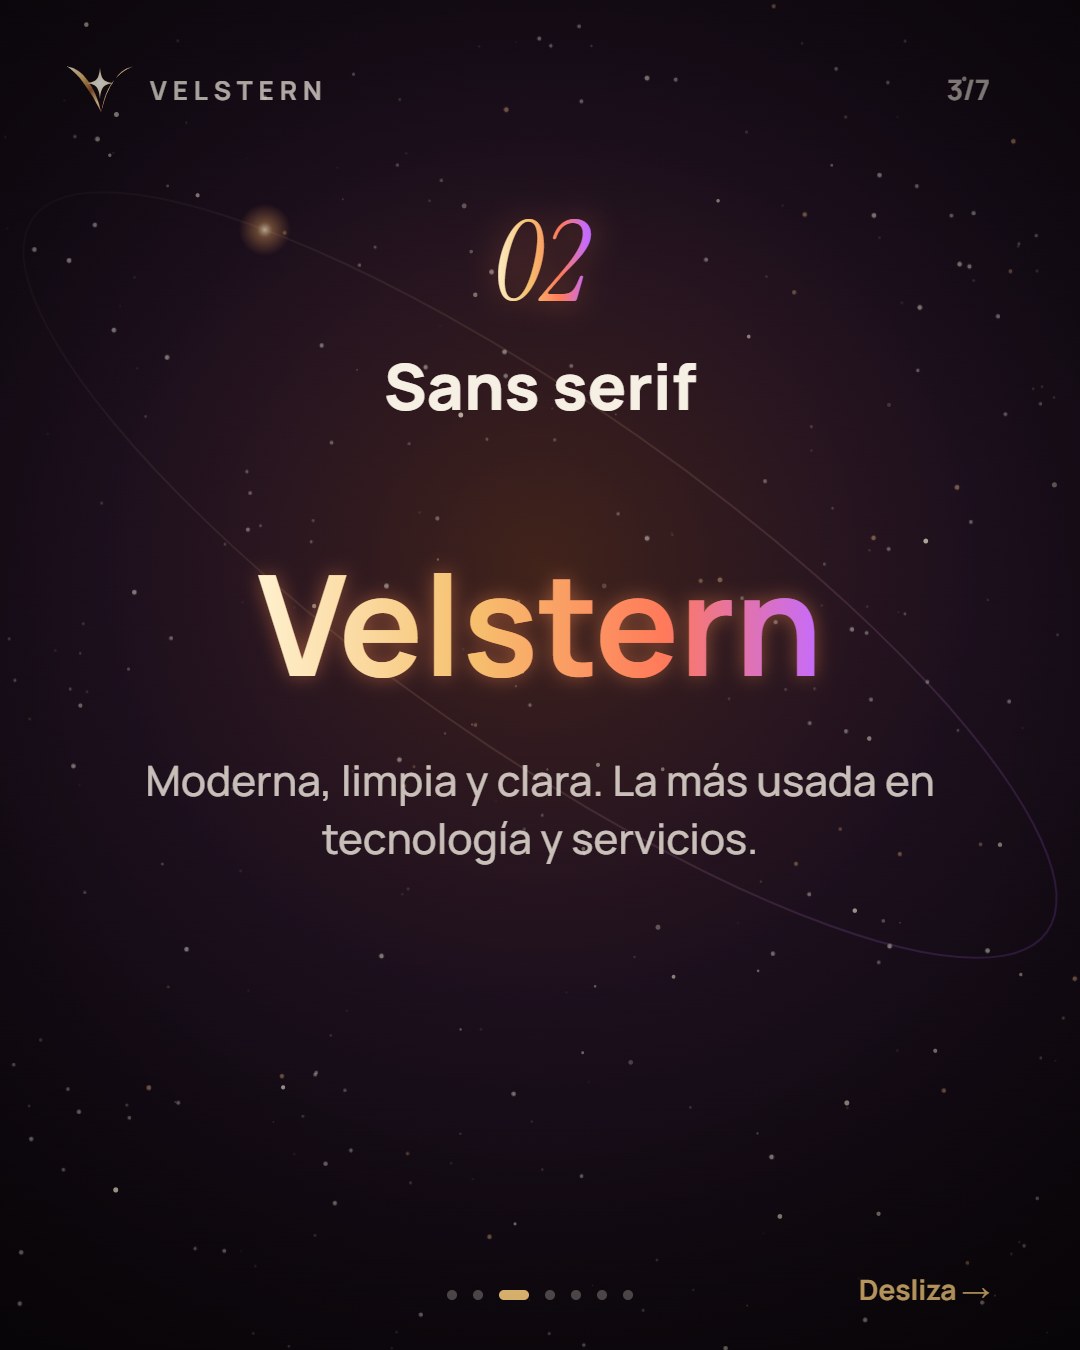 VELSTERN
3/7
02
Sans serif
Velstern
Moderna, limpia y clara. La más usada en
tecnología y servicios.
Desliza →